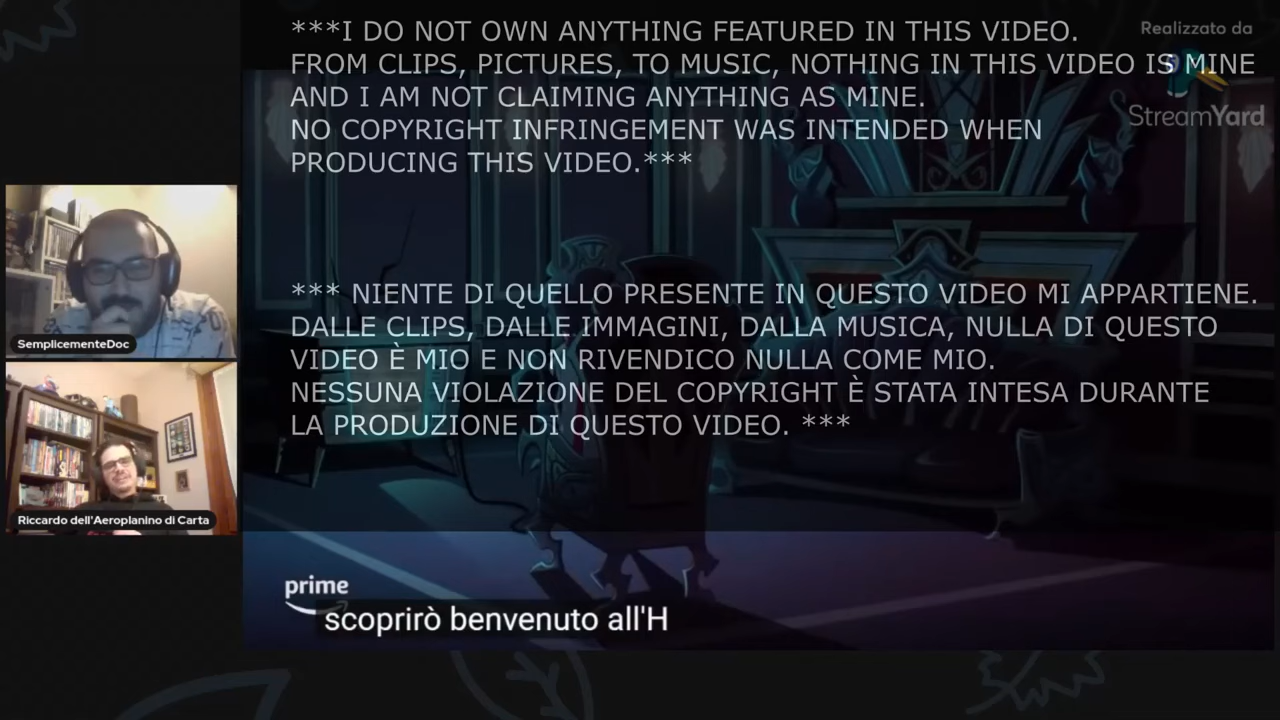 ***I DO NOT OWN ANYTHING FEATURED IN THIS VIDEO.
FROM CLIPS, PICTURES, TO MUSIC, NOTHING IN THIS VIDEO IS MINE
AND I AM NOT CLAIMING ANYTHING AS MINE.
NO COPYRIGHT INFRINGEMENT WAS INTENDED WHEN
PRODUCING THIS VIDEO.***
Realizzato da
StreamYard
*** NIENTE DI QUELLO PRESENTE IN QUESTO VIDEO MI APPARTIENE.
DALLE CLIPS, DALLE IMMAGINI, DALLA MUSICA, NULLA DI QUESTO
VIDEO È MIO E NON RIVENDICO NULLA COME MIO.
NESSUNA VIOLAZIONE DEL COPYRIGHT È STATA INTESA DURANTE
LA PRODUZIONE DI QUESTO VIDEO. ***
SemplicementeDoc
Riccardo dell'Aeroplanino di Carta
prime
scoprirò benvenuto all'H